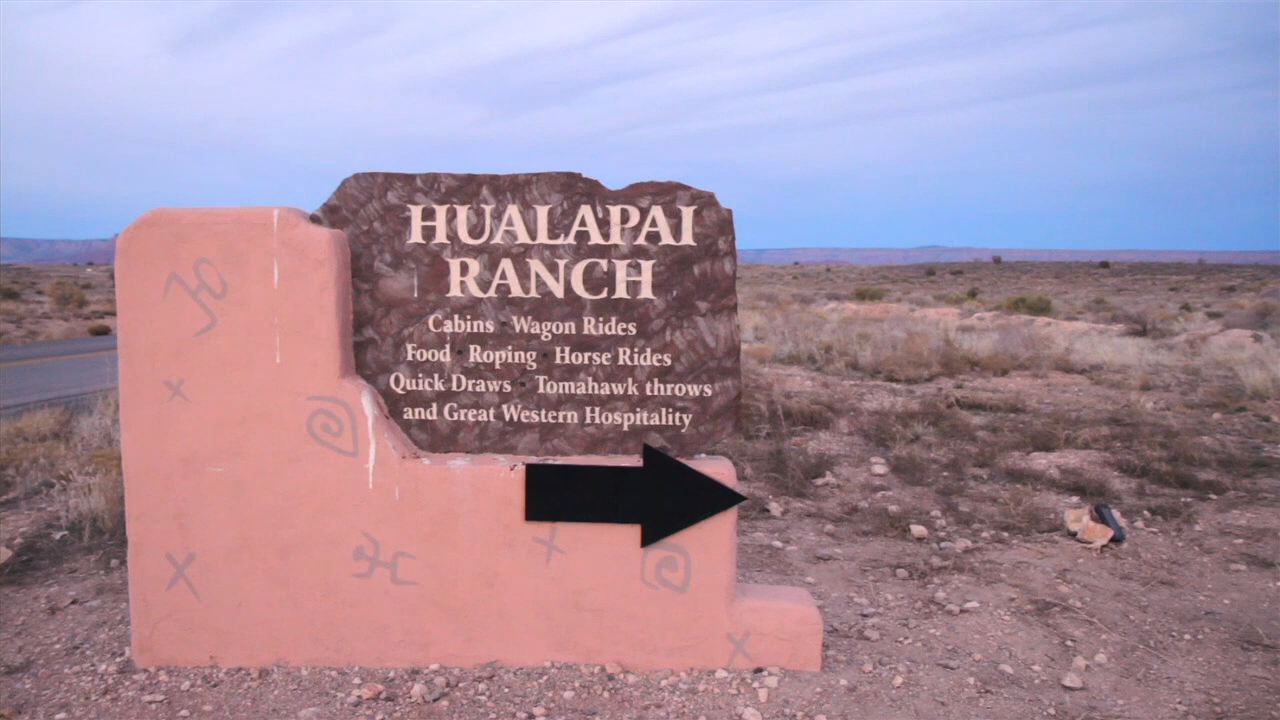 HUALAPAI
RANCH
Cabins · Wagon Rides
Food · Roping · Horse Rides
Quick Draws · Tomahawk throws
and Great Western Hospitality